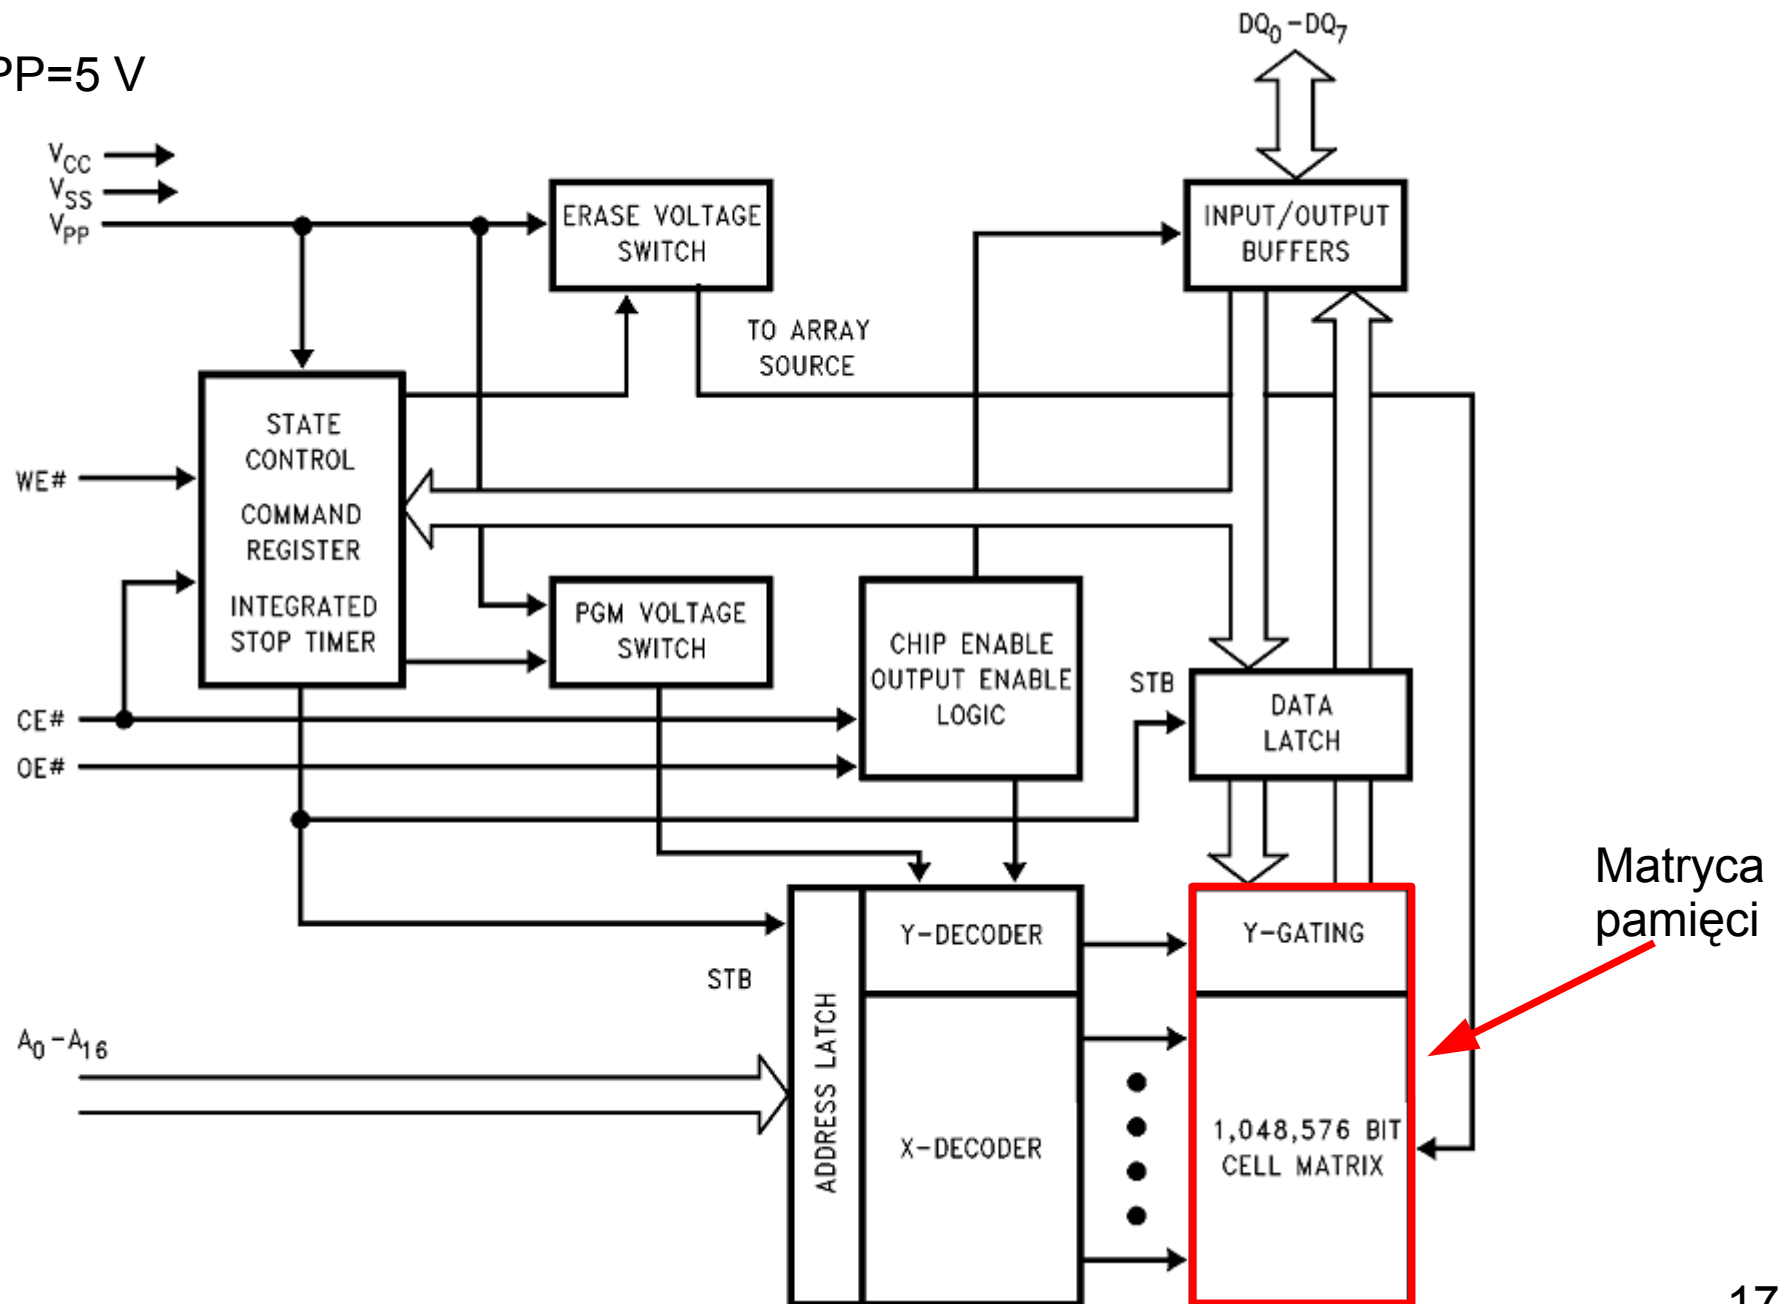 PP=5 V
DQ0-DQ7
VCC
VSS
VPP
ERASE VOLTAGE
SWITCH
INPUT/OUTPUT
BUFFERS
TO ARRAY
SOURCE
STATE
CONTROL
COMMAND
REGISTER
INTEGRATED
STOP TIMER
WE#
PGM VOLTAGE
SWITCH
CHIP ENABLE
OUTPUT ENABLE
LOGIC
STB
DATA
LATCH
CE#
OE#
Matryca
pamięci
Y-DECODER
Y-GATING
STB
A0-A16
ADDRESS LATCH
X-DECODER
1,048,576 BIT
CELL MATRIX
17